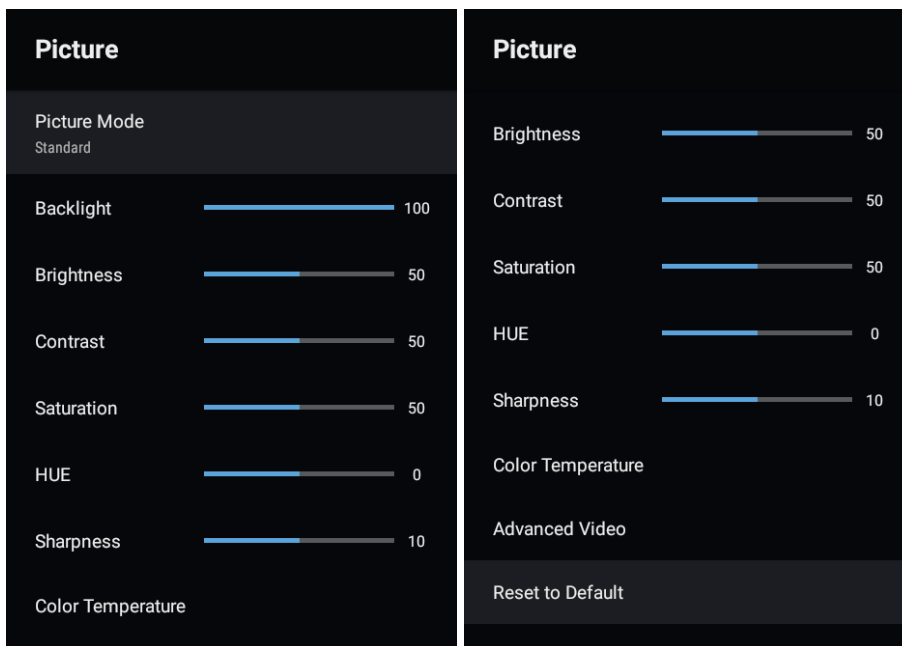 Picture
Picture Mode
Standard
Backlight 100
Brightness 50
Contrast 50
Saturation 50
HUE 0
Sharpness 10
Color Temperature
Picture
Brightness 50
Contrast 50
Saturation 50
HUE 0
Sharpness 10
Color Temperature
Advanced Video
Reset to Default